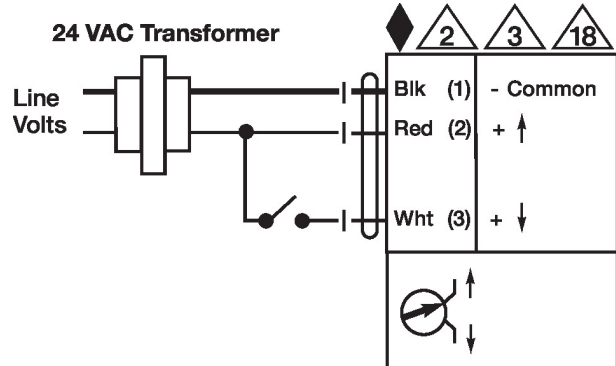 24 VAC Transformer
2 3 18
Line
Volts
Blk (1) - Common
Red (2) +
Wht (3) +